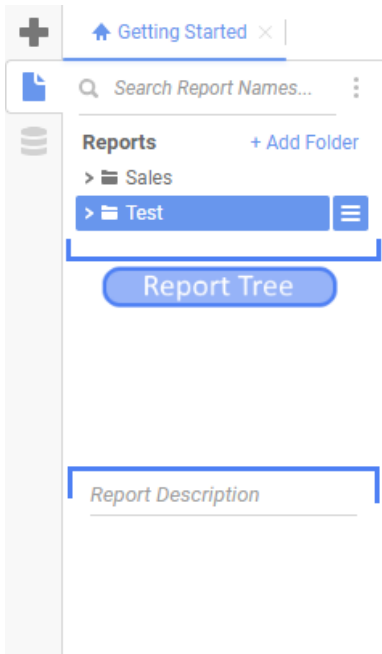 Getting Started
Search Report Names...
Reports + Add Folder
Sales
Test
Report Tree
Report Description